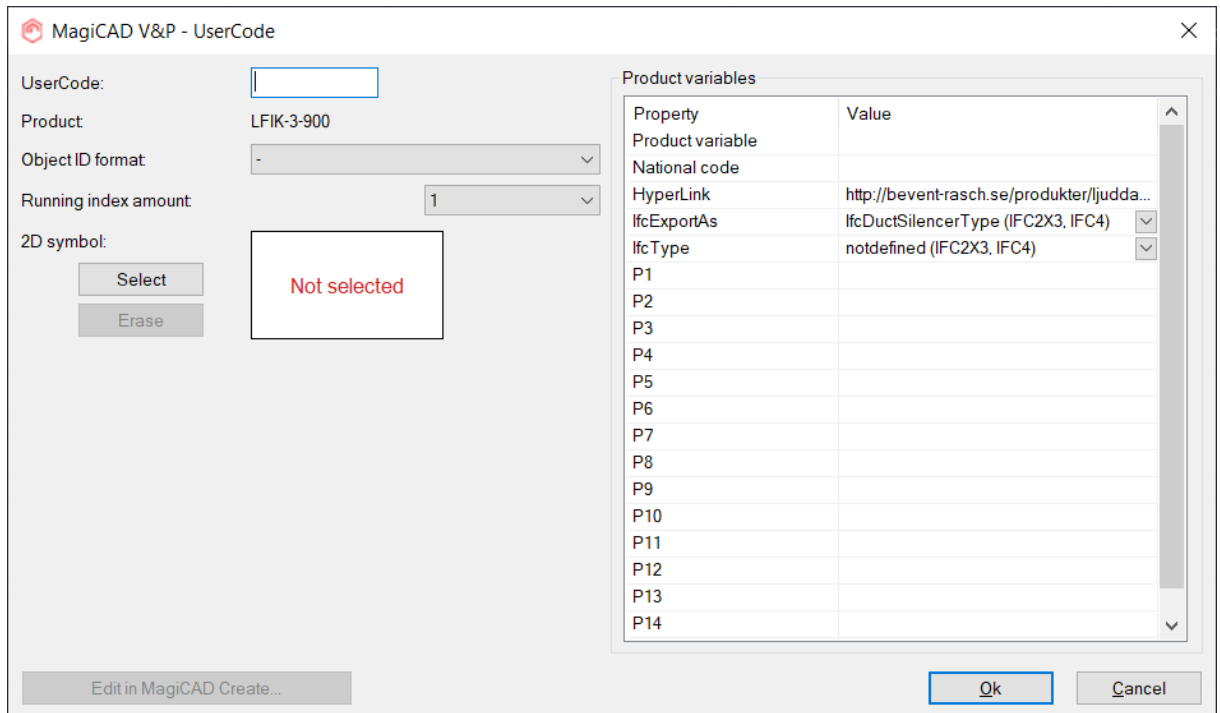 MagiCAD V&P - UserCode
UserCode:
Product:
LFIK-3-900
Object ID format:
-
Running index amount:
1
2D symbol:
Select
Erase
Not selected
Product variables
Property Value
Product variable
National code
HyperLink http://bevent-rasch.se/produkter/ljudda...
IfcExportAs IfcDuctSilencerType (IFC2X3, IFC4)
IfcType notdefined (IFC2X3, IFC4)
P1
P2
P3
P4
P5
P6
P7
P8
P9
P10
P11
P12
P13
P14
Edit in MagiCAD Create...
Ok
Cancel